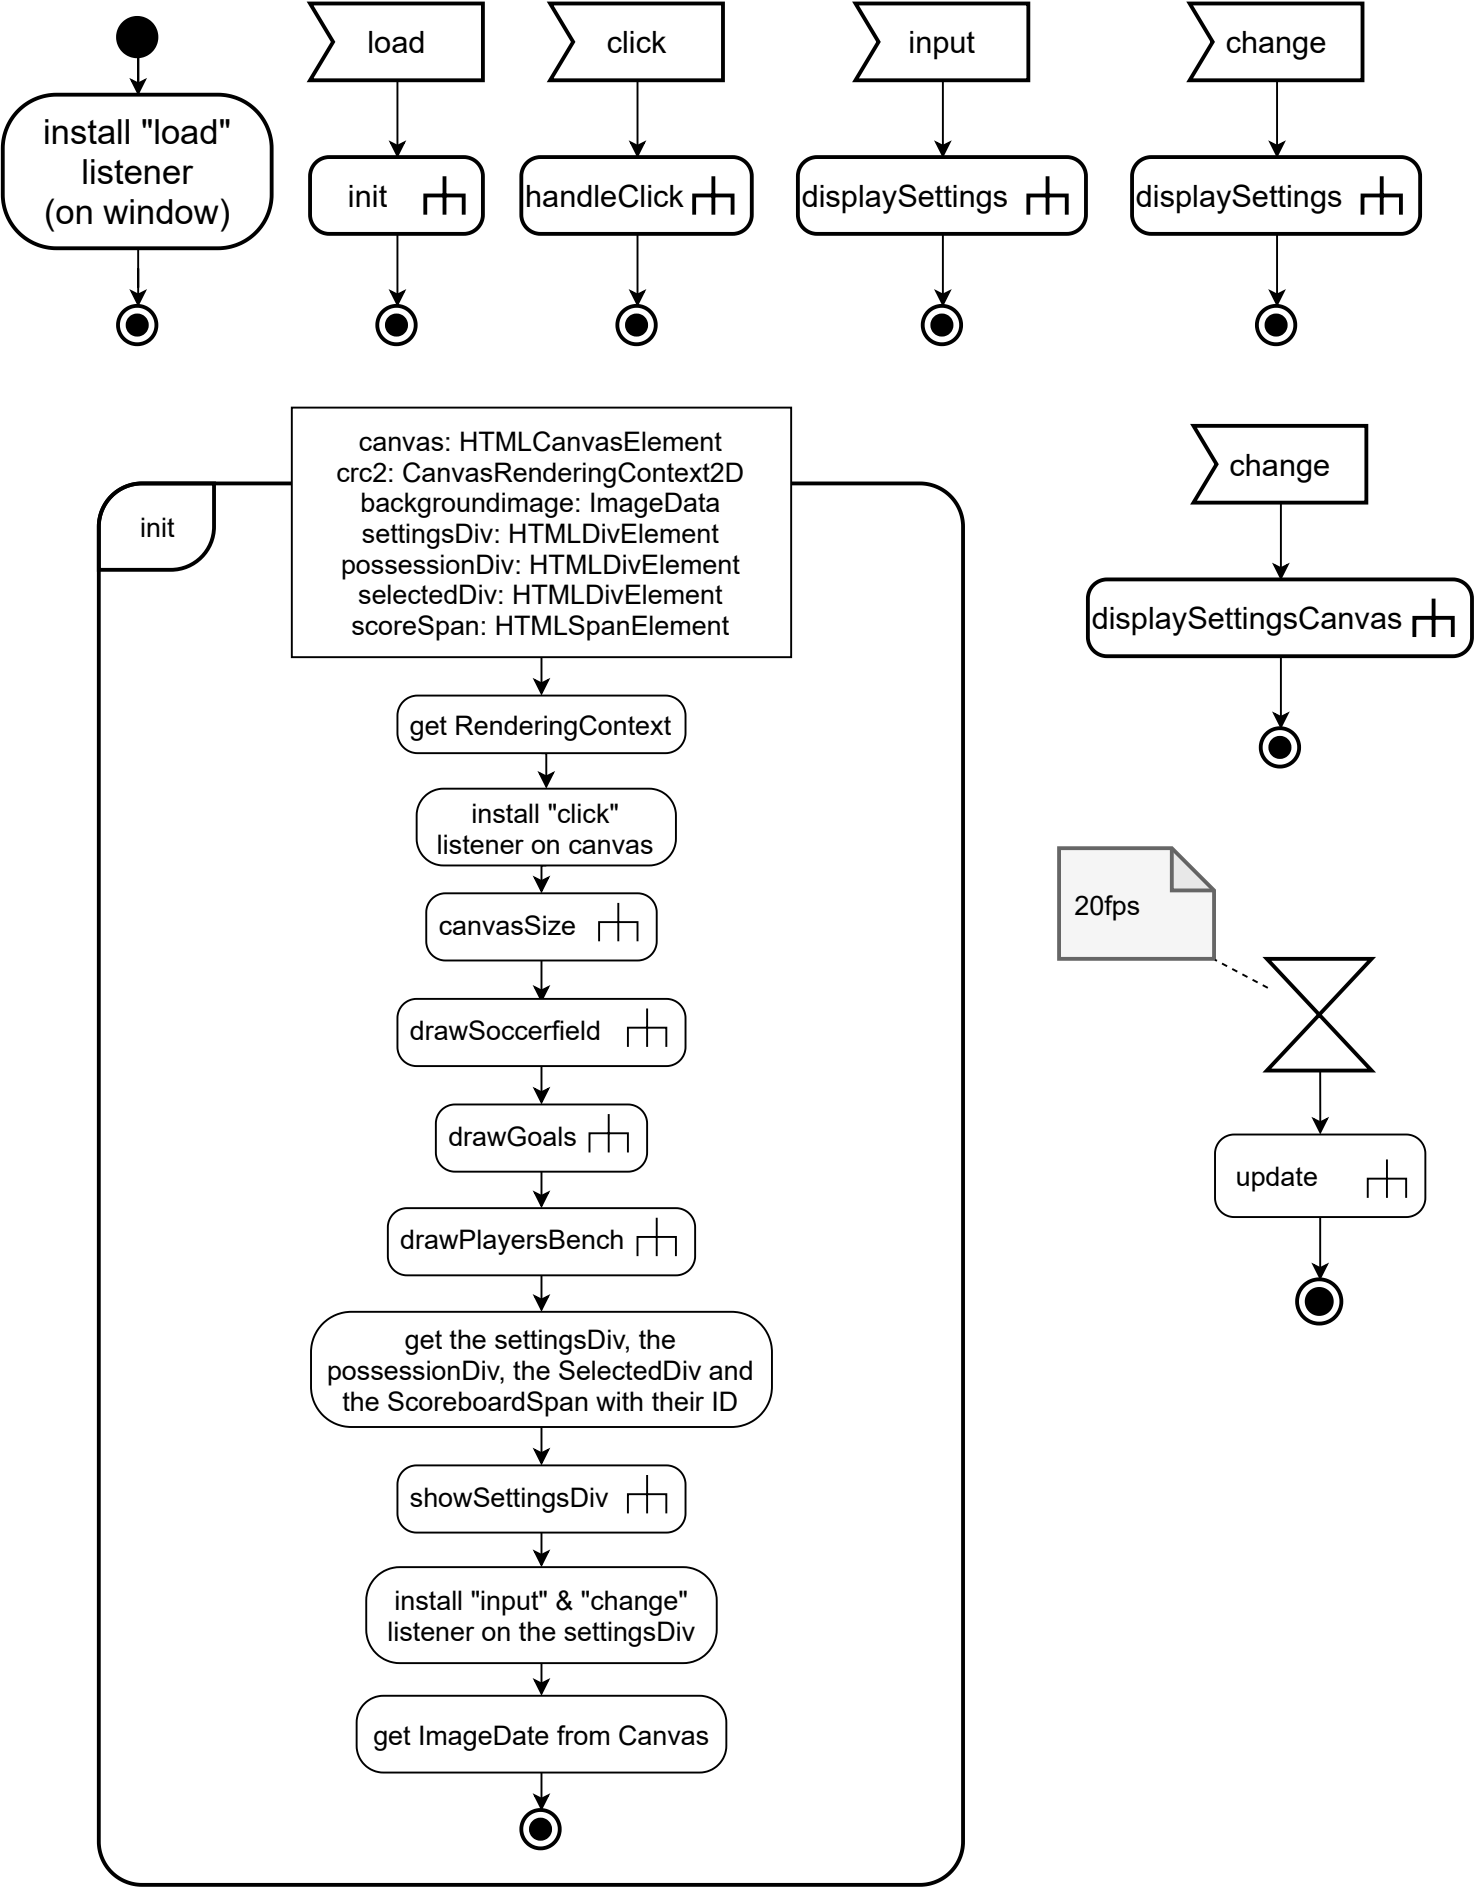 install "load"
listener
(on window)
load
click
input
change
init
handleClick
displaySettings
displaySettings
canvas: HTMLCanvasElement
crc2: CanvasRenderingContext2D
backgroundimage: ImageData
settingsDiv: HTMLDivElement
possessionDiv: HTMLDivElement
selectedDiv: HTMLDivElement
scoreSpan: HTMLSpanElement
init
get RenderingContext
install "click"
listener on canvas
canvasSize
drawSoccerfield
drawGoals
drawPlayersBench
get the settingsDiv, the
possessionDiv, the SelectedDiv and
the ScoreboardSpan with their ID
showSettingsDiv
install "input" & "change"
listener on the settingsDiv
get ImageDate from Canvas
change
displaySettingsCanvas
20fps
update